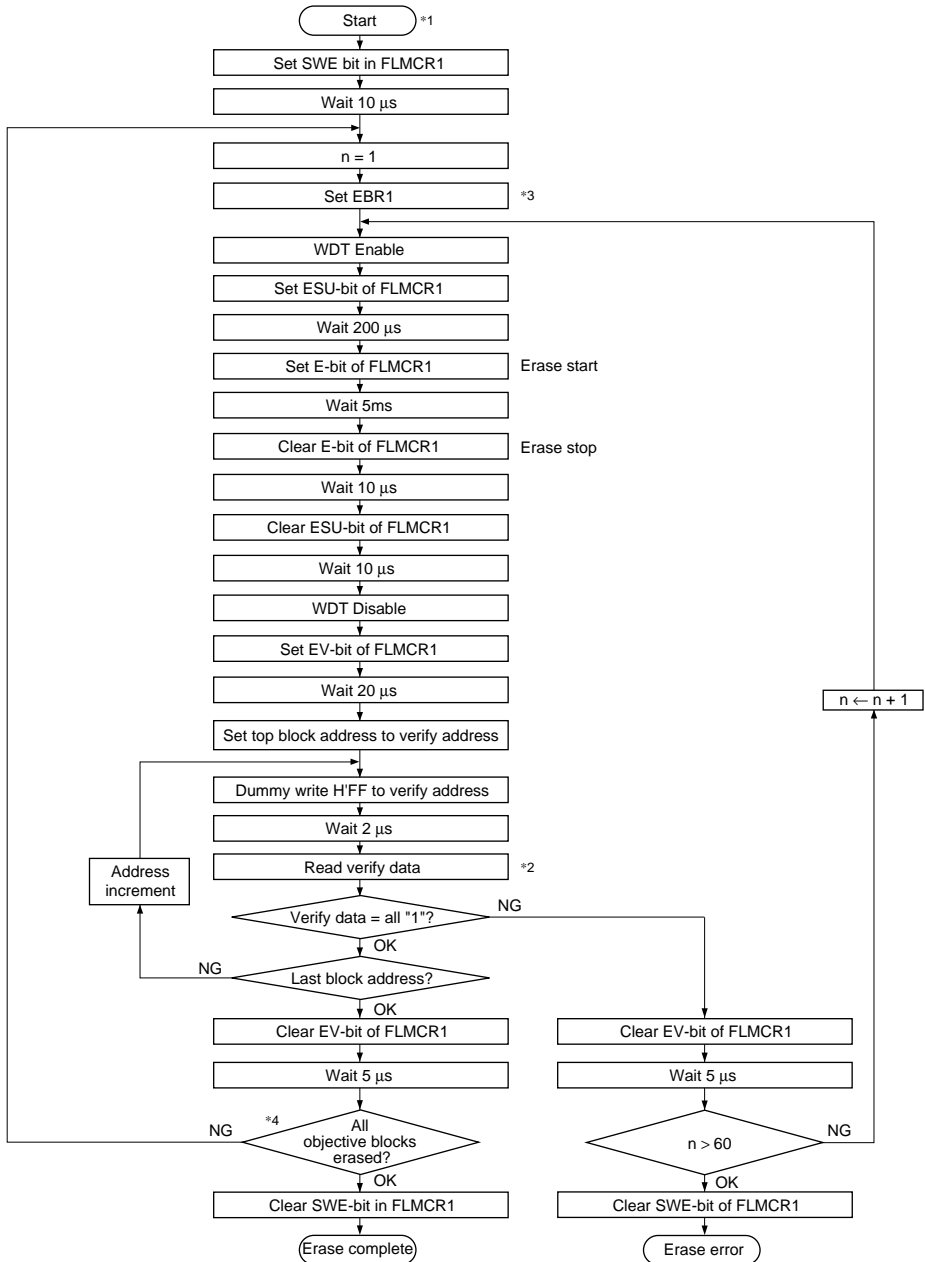 Start
*1
Set SWE bit in FLMCR1
Wait 10 μs
n = 1
Set EBR1
*3
WDT Enable
Set ESU-bit of FLMCR1
Wait 200 μs
Set E-bit of FLMCR1
Erase start
Wait 5ms
Clear E-bit of FLMCR1
Erase stop
Wait 10 μs
Clear ESU-bit of FLMCR1
Wait 10 μs
WDT Disable
Set EV-bit of FLMCR1
Wait 20 μs
n ← n + 1
Set top block address to verify address
Dummy write H'FF to verify address
Wait 2 μs
Address
increment
Read verify data
*2
Verify data = all "1"?
NG
OK
Last block address?
NG
OK
Clear EV-bit of FLMCR1
Clear EV-bit of FLMCR1
Wait 5 μs
Wait 5 μs
NG
*4
All
objective blocks
erased?
n > 60
NG
OK
OK
Clear SWE-bit in FLMCR1
Clear SWE-bit of FLMCR1
Erase complete
Erase error